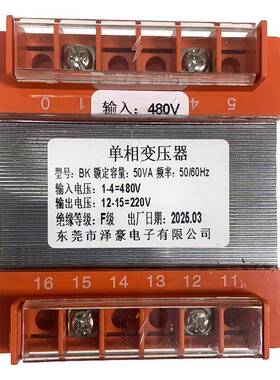 0 1 4 5
输入：480V
单相变压器
型号：BK 额定容量：50VA 频率：50/60Hz
输入电压：1-4=480V
输出电压：12-15=220V
绝缘等级：F级 出厂日期：2025.03
东莞市泽豪电子有限公司
16 15 14 13 12 11